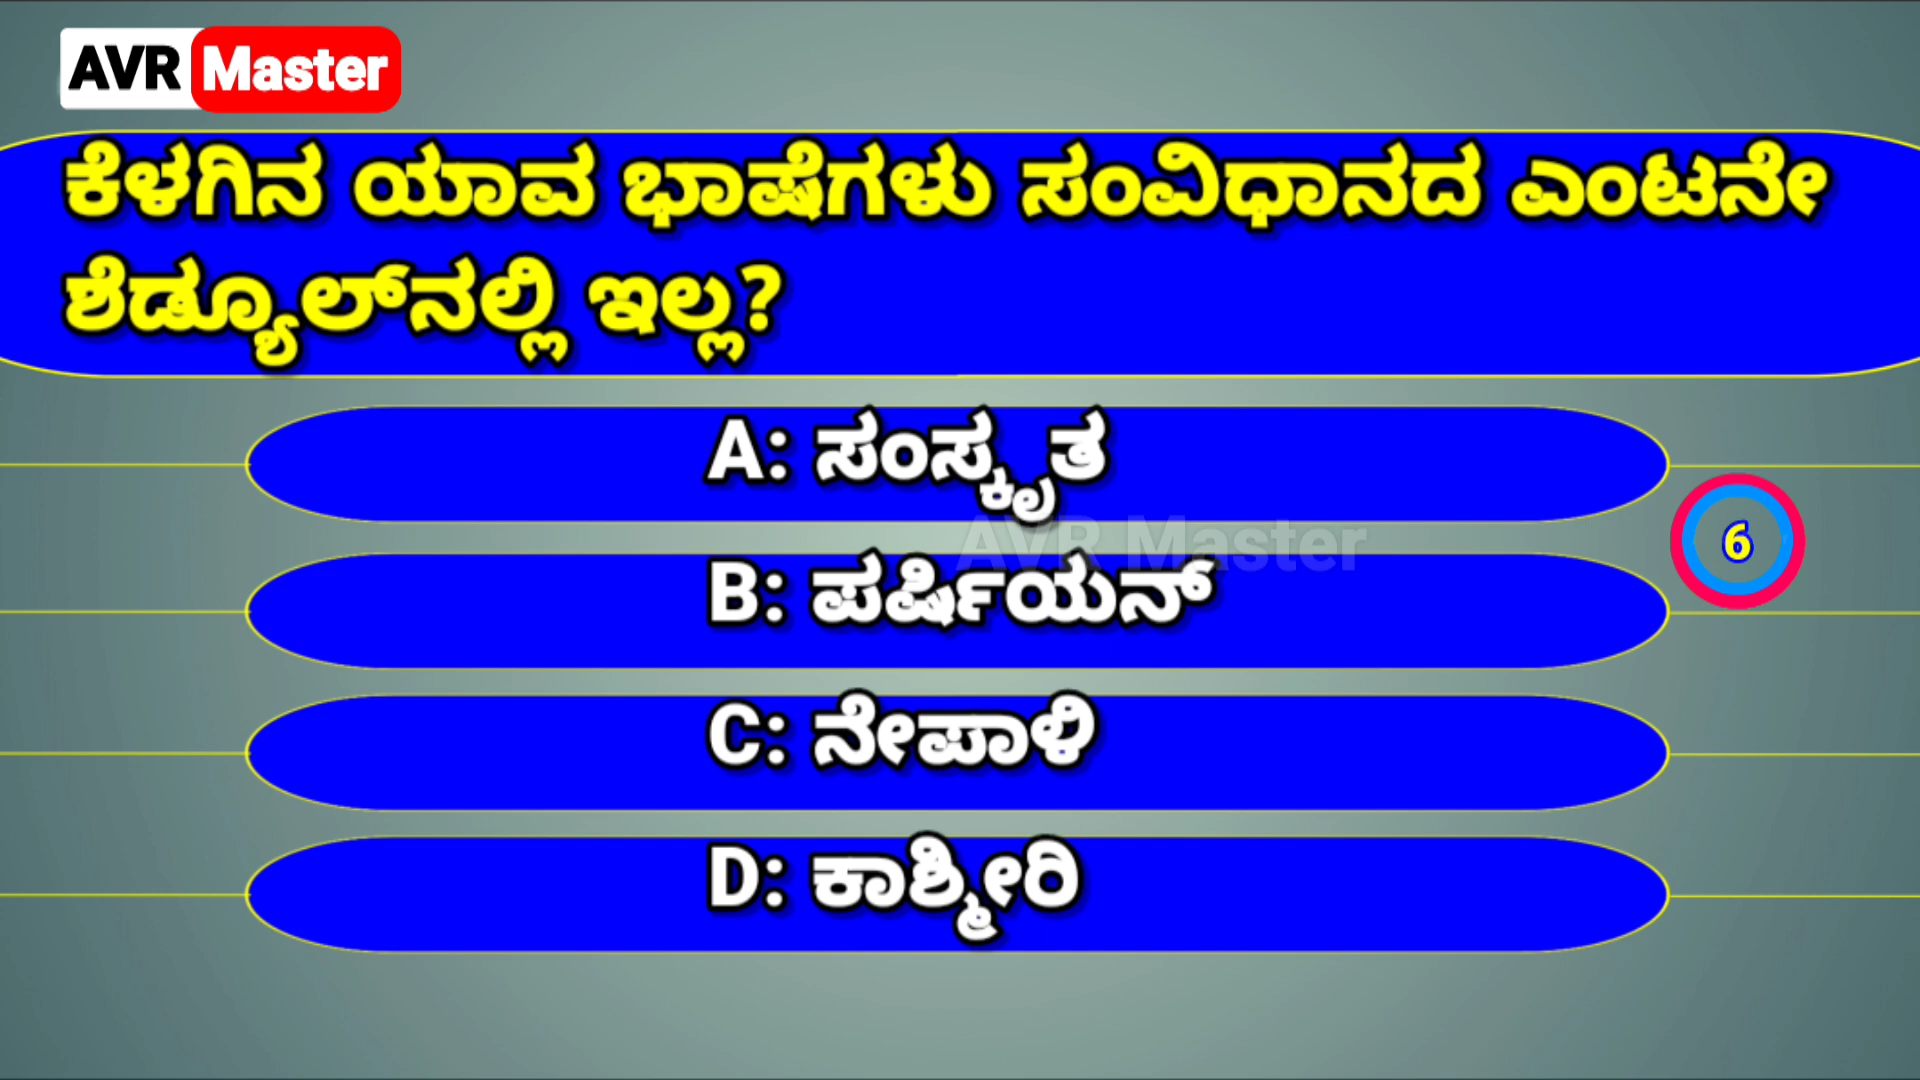 AVR Master
ಕೆಳಗಿನ ಯಾವ ಭಾಷೆಗಳು ಸಂವಿಧಾನದ ಎಂಟನೇ
ಶೆಡ್ಯೂಲ್‌ನಲ್ಲಿ ಇಲ್ಲ?
A: ಸಂಸ್ಕೃತ
AVR Master
6
B: ಪರ್ಷಿಯನ್
C: ನೇಪಾಳಿ
D: ಕಾಶ್ಮೀರಿ